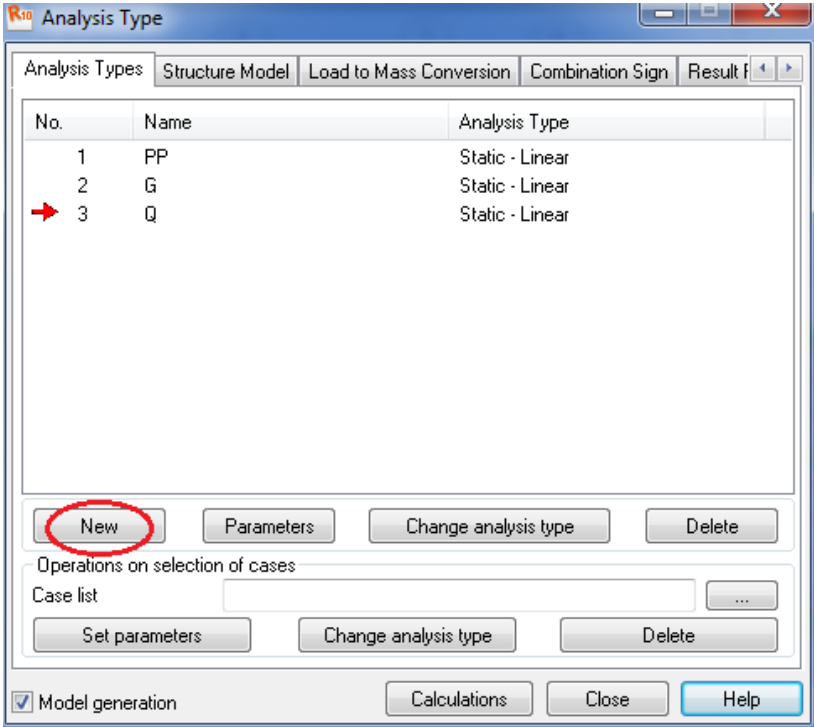 R10 Analysis Type
Analysis Types Structure Model Load to Mass Conversion Combination Sign Result F
No. Name Analysis Type
1 PP Static - Linear
2 G Static - Linear
3 Q Static - Linear
New Parameters Change analysis type Delete
Operations on selection of cases
Case list ...
Set parameters Change analysis type Delete
Model generation Calculations Close Help